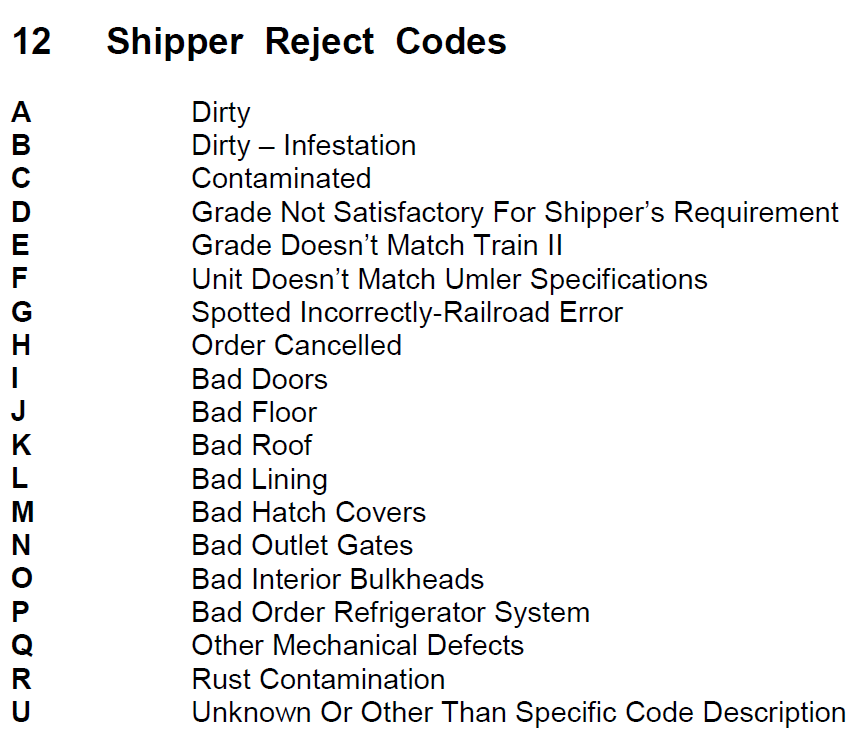 12 Shipper Reject Codes
A Dirty
B Dirty – Infestation
C Contaminated
D Grade Not Satisfactory For Shipper’s Requirement
E Grade Doesn’t Match Train II
F Unit Doesn’t Match Umler Specifications
G Spotted Incorrectly-Railroad Error
H Order Cancelled
I Bad Doors
J Bad Floor
K Bad Roof
L Bad Lining
M Bad Hatch Covers
N Bad Outlet Gates
O Bad Interior Bulkheads
P Bad Order Refrigerator System
Q Other Mechanical Defects
R Rust Contamination
U Unknown Or Other Than Specific Code Description